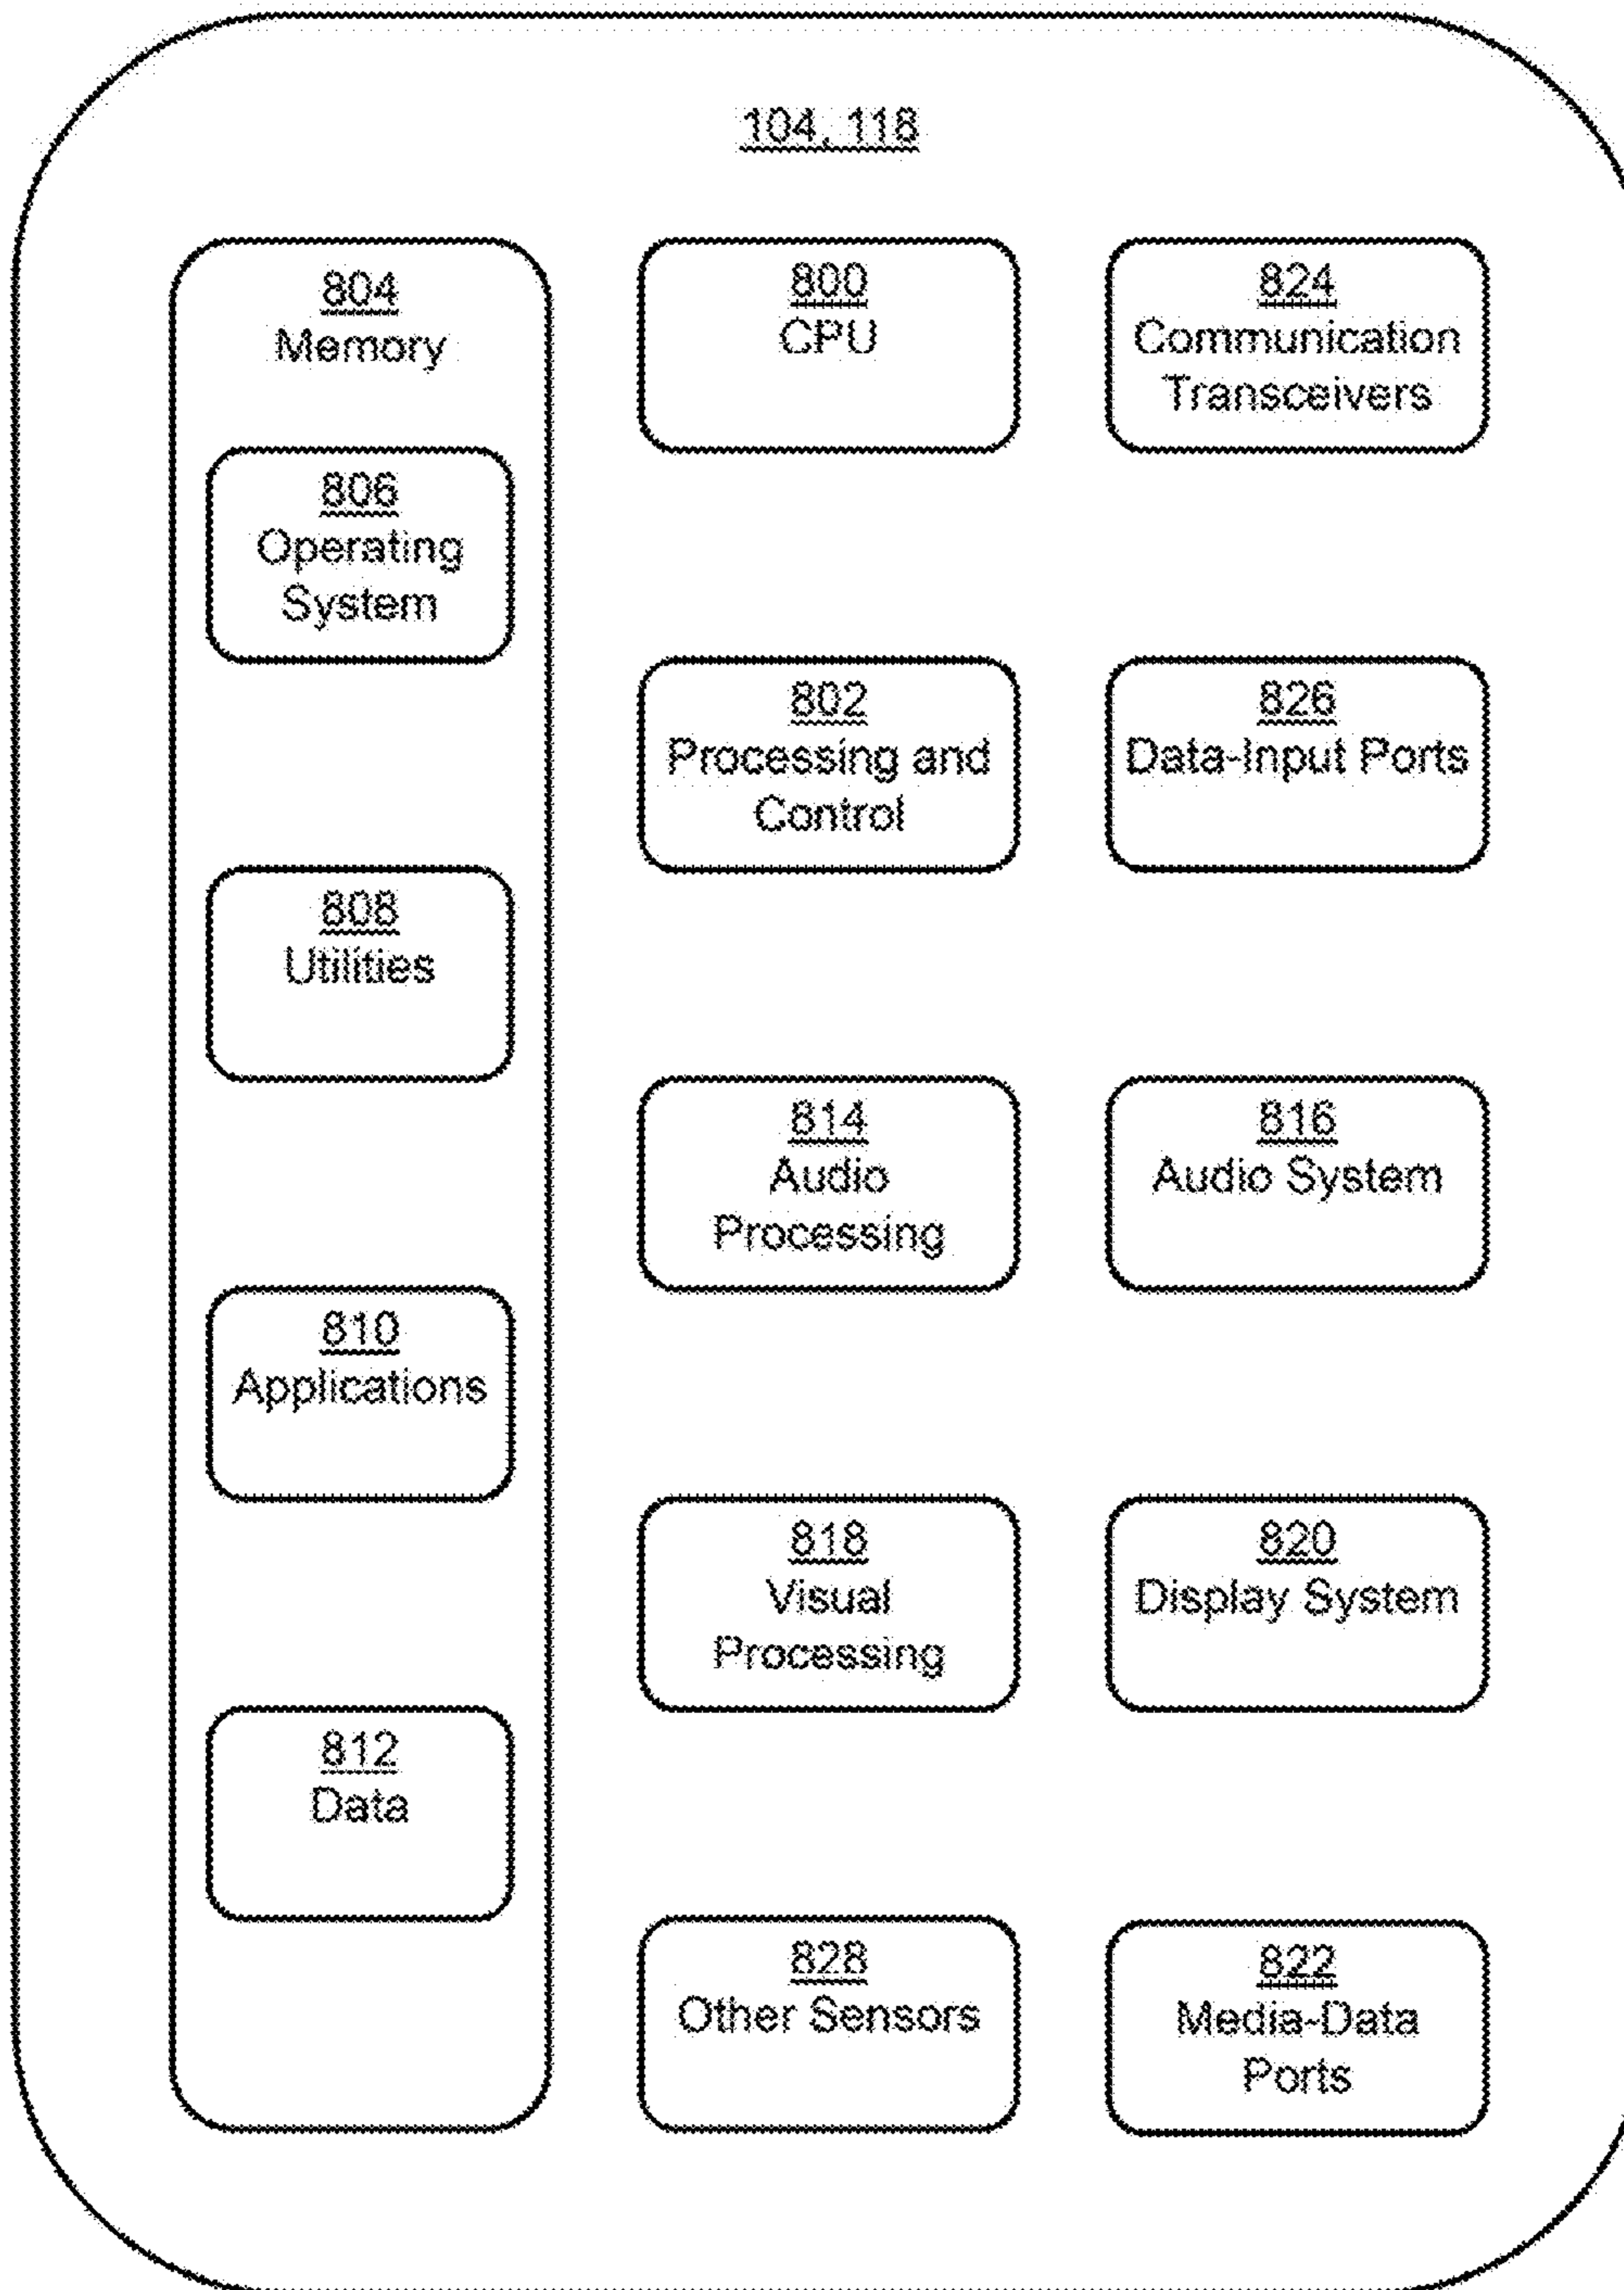 104, 118
804
Memory
806
Operating
System
808
Utilities
810
Applications
812
Data
800
CPU
802
Processing and
Control
814
Audio
Processing
818
Visual
Processing
828
Other Sensors
824
Communication
Transceivers
826
Data-Input Ports
816
Audio System
820
Display System
822
Media-Data
Ports